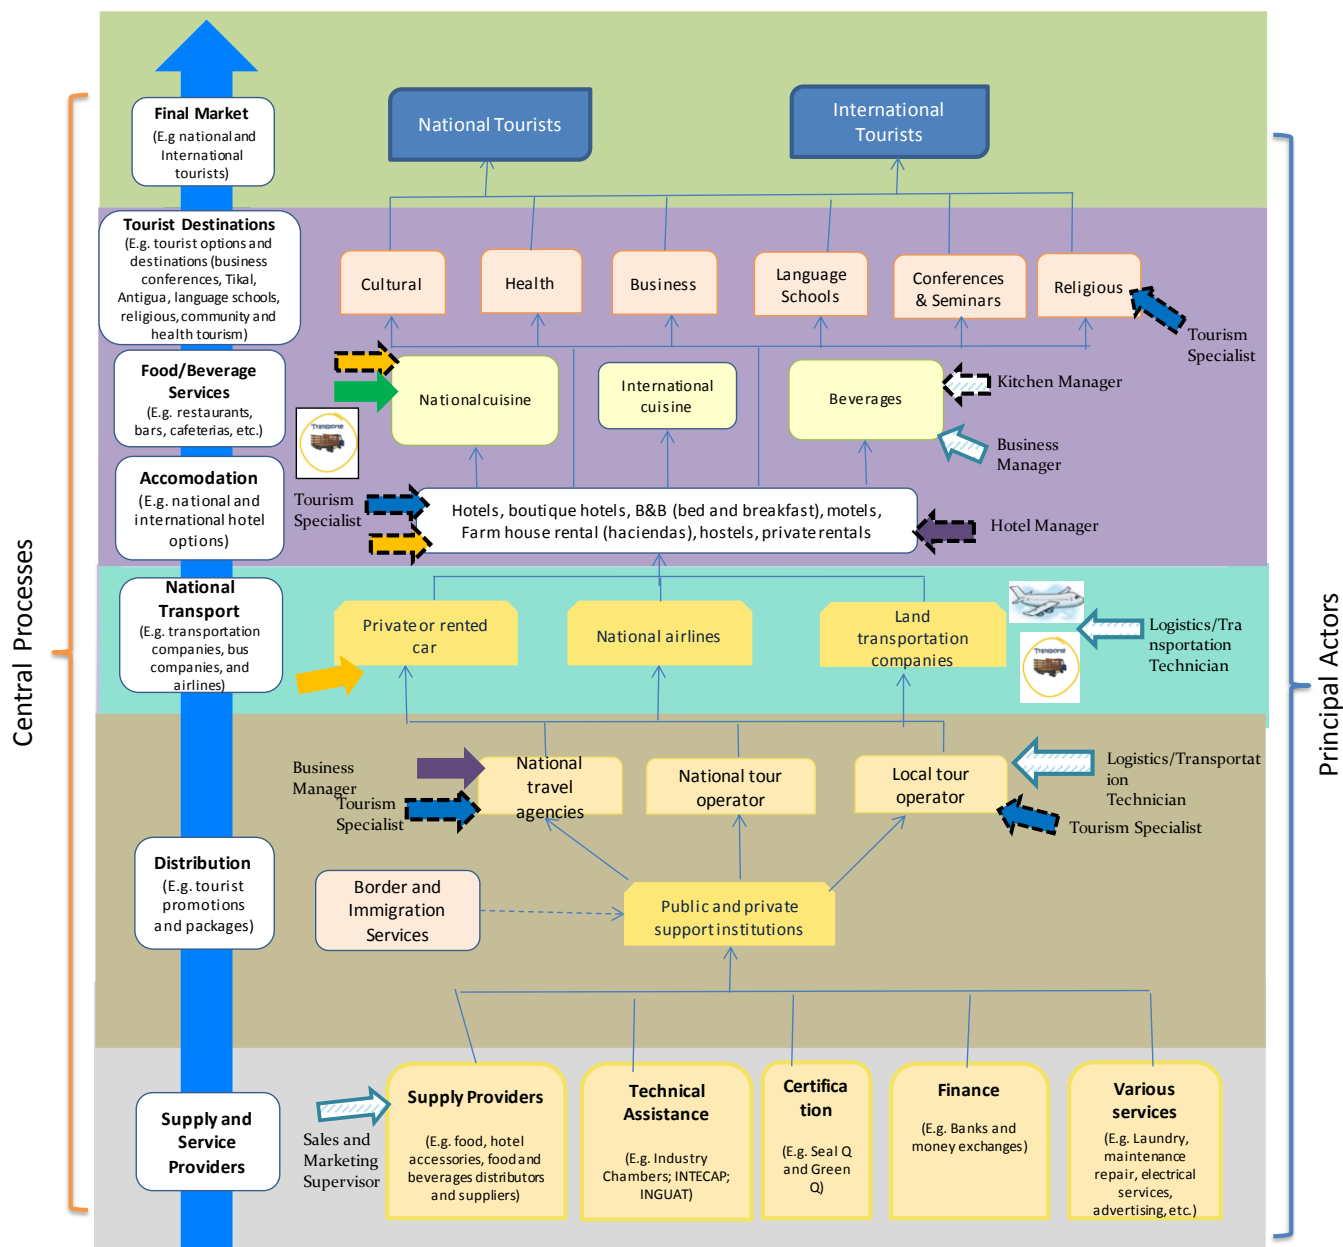 Central Processes
Final Market
(E.g national and
International
tourists)
National Tourists
International
Tourists
Tourist Destinations
(E.g. tourist options and
destinations (business
conferences, Tikal,
Antigua, language schools,
religious, community and
health tourism)
Cultural
Health
Business
Language
Schools
Conferences
& Seminars
Religious
Tourism
Specialist
Food/Beverage
Services
(E.g. restaurants,
bars, cafeterias, etc.)
Transporte
National cuisine
International
cuisine
Beverages
Kitchen Manager
Business
Manager
Accomodation
(E.g. national and
international hotel
options)
Tourism
Specialist
Hotels, boutique hotels, B&B (bed and breakfast), motels,
Farm house rental (haciendas), hostels, private rentals
Hotel Manager
National
Transport
(E.g. transportation
companies, bus
companies, and
airlines)
Private or rented
car
National airlines
Land
transportation
companies
Transporte
Logistics/Tra
nsportation
Technician
Principal Actors
Business
Manager
Tourism
Specialist
National
travel
agencies
National tour
operator
Local tour
operator
Logistics/Transportat
ion
Technician
Tourism Specialist
Distribution
(E.g. tourist
promotions
and packages)
Border and
Immigration
Services
Public and private
support institutions
Supply and
Service
Providers
Sales and
Marketing
Supervisor
Supply Providers
(E.g. food, hotel
accessories, food and
beverages distributors
and suppliers)
Technical
Assistance
(E.g. Industry
Chambers; INTECAP;
INGUAT)
Certifica
tion
(E.g. Seal Q
and Green
Q)
Finance
(E.g. Banks and
money exchanges)
Various
services
(E.g. Laundry,
maintenance
repair, electrical
services,
advertising, etc.)